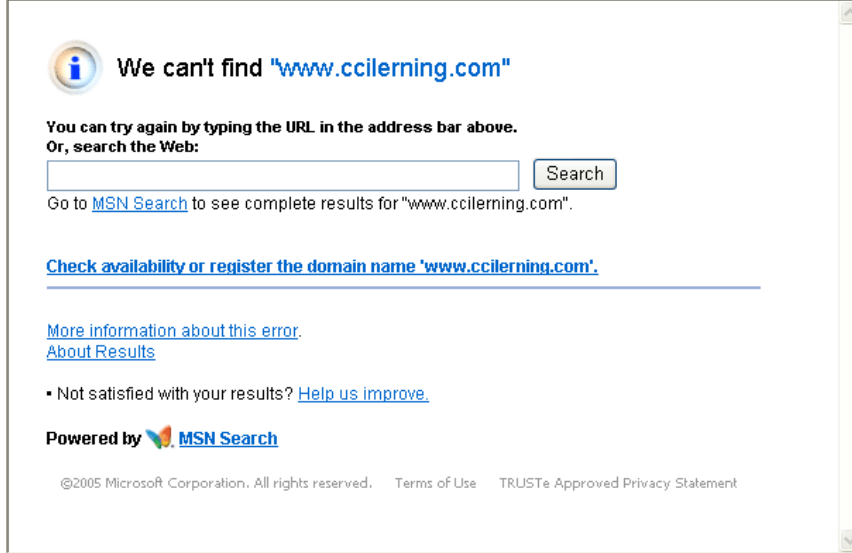 We can't find "www.ccilerning.com"
You can try again by typing the URL in the address bar above.
Or, search the Web:
Search
Go to MSN Search to see complete results for "www.ccilerning.com".
Check availability or register the domain name 'www.ccilerning.com'.
More information about this error.
About Results
▪ Not satisfied with your results? Help us improve.
Powered by MSN Search
©2005 Microsoft Corporation. All rights reserved. Terms of Use TRUSTe Approved Privacy Statement